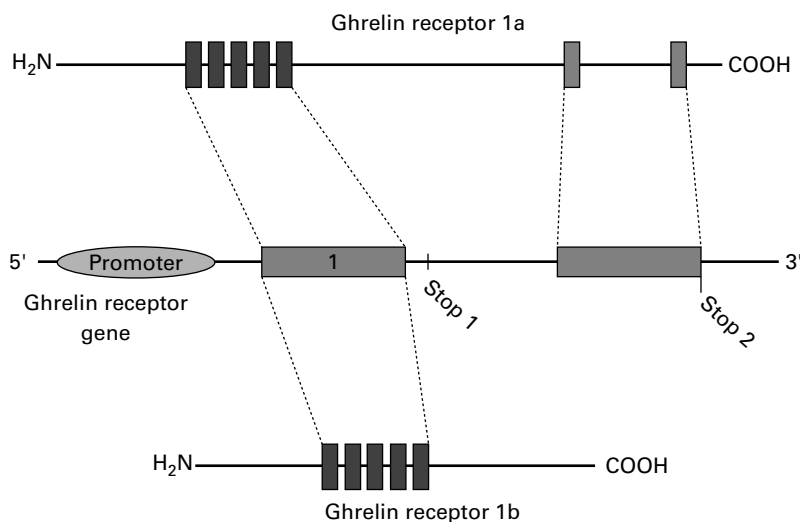 Ghrelin receptor 1a
H₂N
COOH
5'
Promoter
1
Stop 1
Stop 2
3'
Ghrelin receptor
gene
H₂N
COOH
Ghrelin receptor 1b